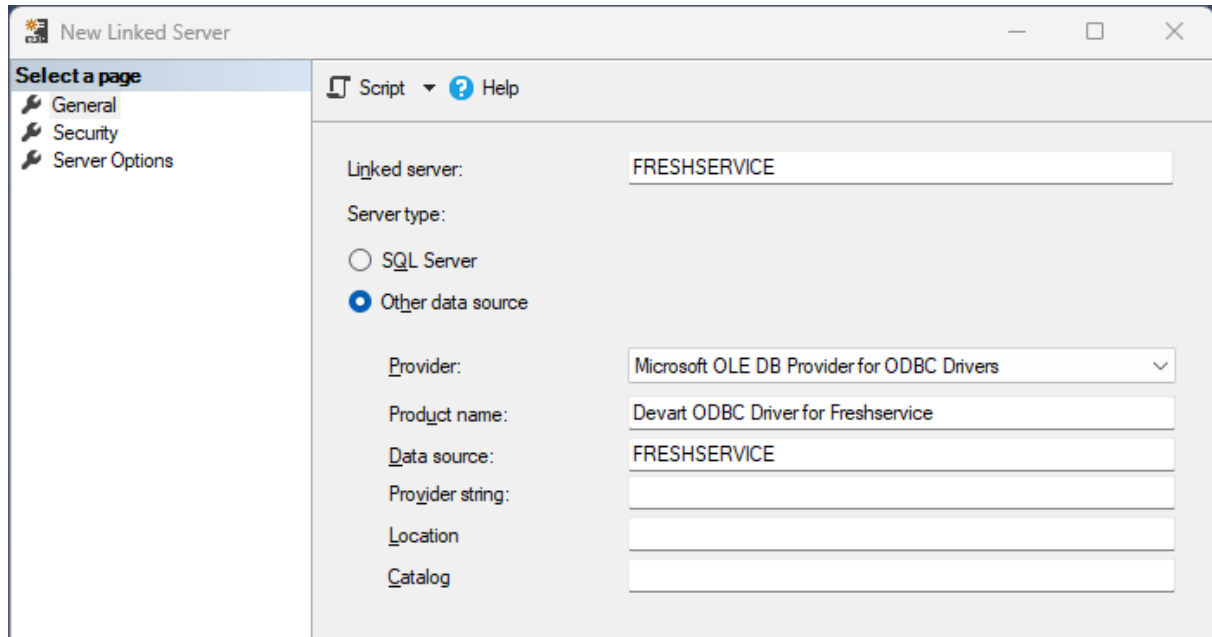 New Linked Server
Select a page
General
Security
Server Options
Script
Help
Linked server:
FRESHSERVICE
Server type:
SQL Server
Other data source
Provider:
Microsoft OLE DB Provider for ODBC Drivers
Product name:
Devart ODBC Driver for Freshservice
Data source:
FRESHSERVICE
Provider string:
Location
Catalog